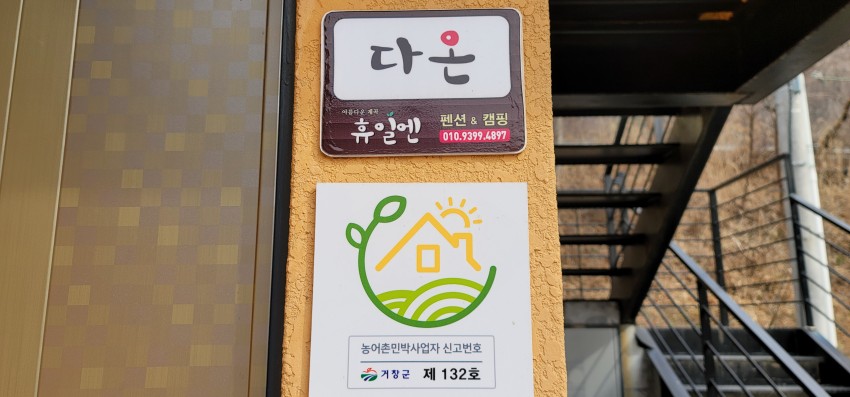 다온
아름다운 계곡
휴일엔
펜션 & 캠핑
010.9399.4897
농어촌민박사업자 신고번호
거창군 제 132호